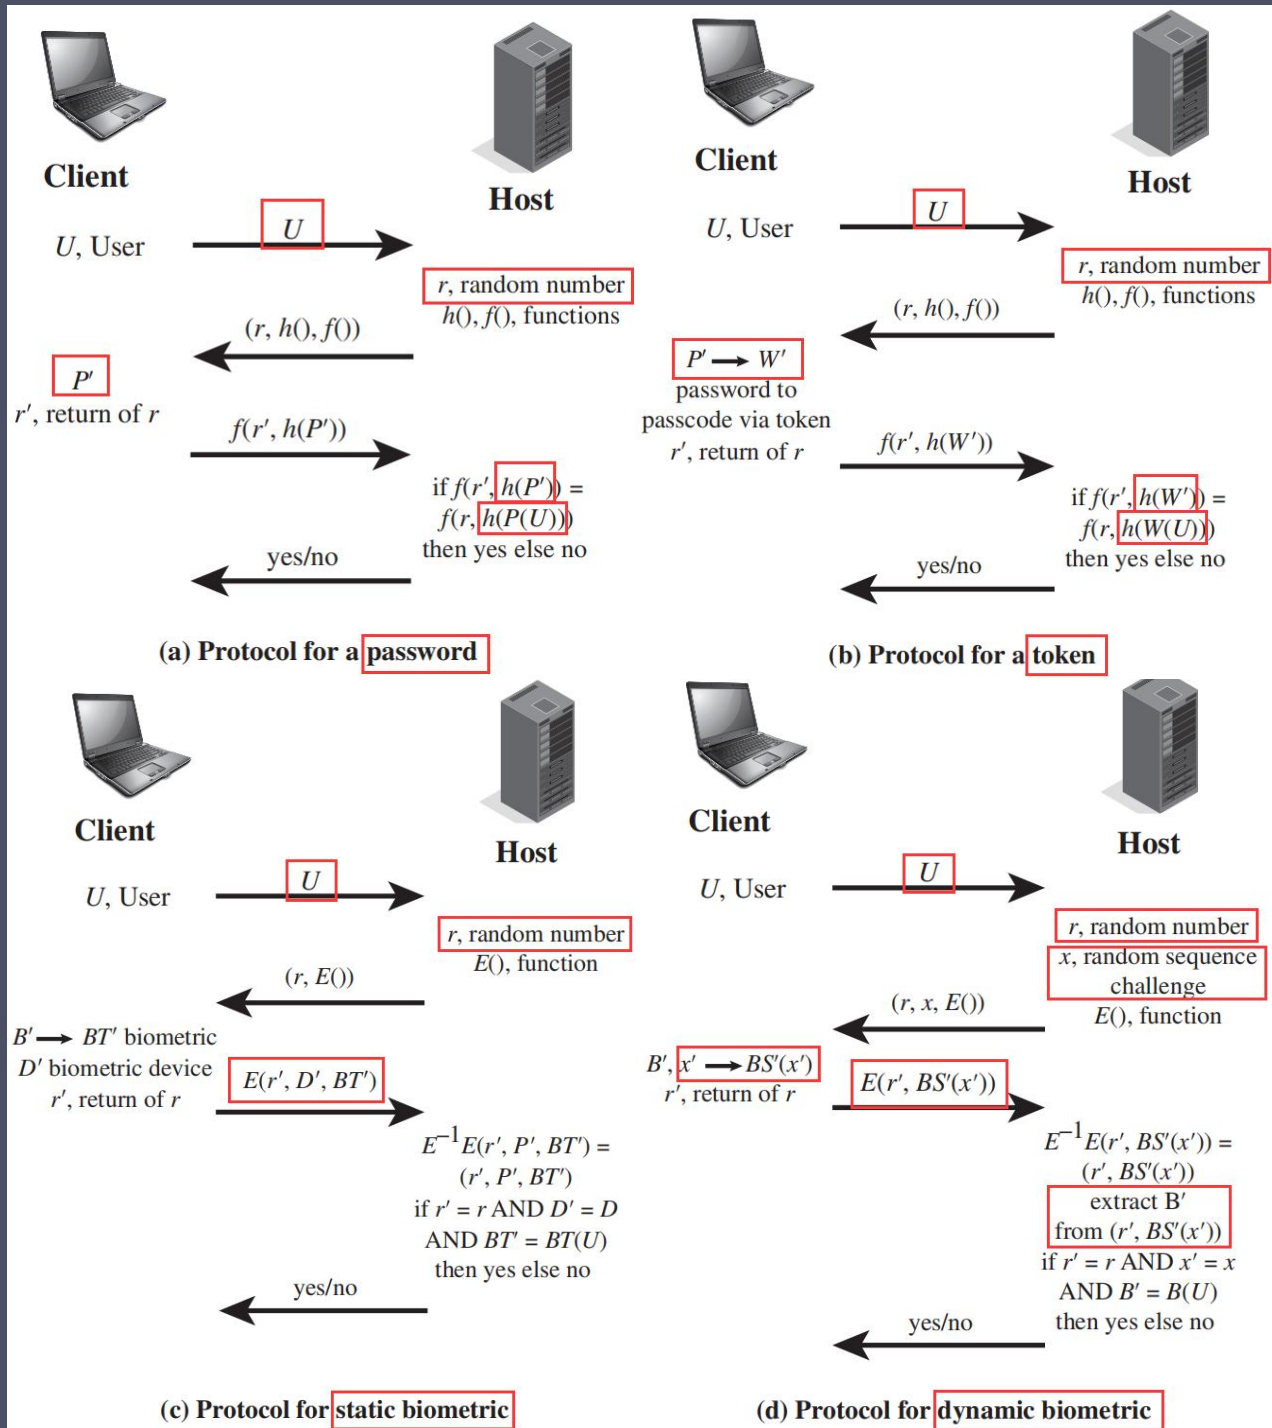 Client
Host
U, User
U
r, random number
h(), f(), functions
(r, h(), f())
P′
r′, return of r
f(r′, h(P′))
if f(r′, h(P′)) =
f(r, h(P(U)))
then yes else no
yes/no
(a) Protocol for a password
Client
Host
U, User
U
r, random number
h(), f(), functions
(r, h(), f())
P′ → W′
password to
passcode via token
r′, return of r
f(r′, h(W′))
if f(r′, h(W′)) =
f(r, h(W(U)))
then yes else no
yes/no
(b) Protocol for a token
Client
Host
U, User
U
r, random number
E(), function
(r, E())
B′ → BT′ biometric
D′ biometric device
r′, return of r
E(r′, D′, BT′)
E⁻¹E(r′, P′, BT′) =
(r′, P′, BT′)
if r′ = r AND D′ = D
AND BT′ = BT(U)
then yes else no
yes/no
(c) Protocol for static biometric
Client
Host
U, User
U
r, random number
x, random sequence
challenge
E(), function
(r, x, E())
B′, x′ → BS′(x′)
r′, return of r
E(r′, BS′(x′))
E⁻¹E(r′, BS′(x′)) =
(r′, BS′(x′))
extract B′
from (r′, BS′(x′))
if r′ = r AND x′ = x
AND B′ = B(U)
then yes else no
yes/no
(d) Protocol for dynamic biometric